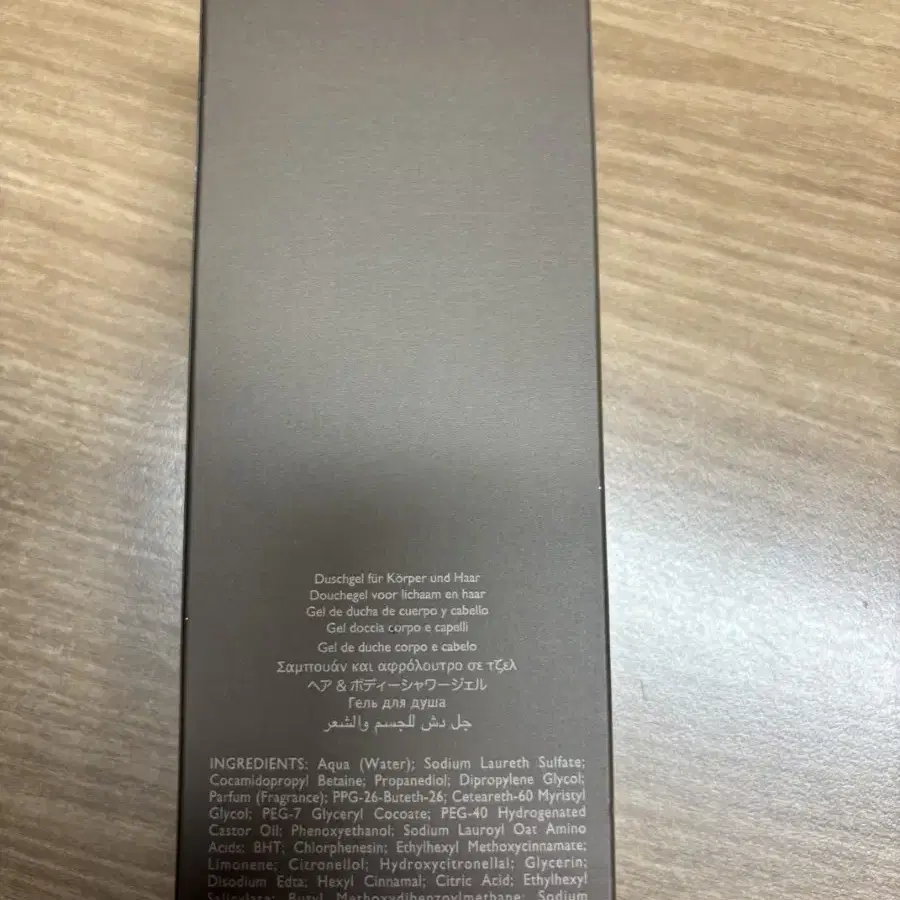 Duschgel für Körper und Haar
Douchegel voor lichaam en haar
Gel de ducha de cuerpo y cabello
Gel doccia corpo e capelli
Gel de duche corpo e cabelo
Σαμπουάν και αφρόλουτρο σε τζελ
ヘア & ボディーシャワージェル
Гель для душа
جل دش للجسم والشعر
INGREDIENTS: Aqua (Water); Sodium Laureth Sulfate;
Cocamidopropyl Betaine; Propanediol; Dipropylene Glycol;
Parfum (Fragrance); PPG-26-Buteth-26; Ceteareth-60 Myristyl
Glycol; PEG-7 Glyceryl Cocoate; PEG-40 Hydrogenated
Castor Oil; Phenoxyethanol; Sodium Lauroyl Oat Amino
Acids; BHT; Chlorphenesin; Ethylhexyl Methoxycinnamate;
Limonene; Citronellol; Hydroxycitronellal; Glycerin;
Disodium Edta; Hexyl Cinnamal; Citric Acid; Ethylhexyl
Salicylate; Butyl Methoxydibenzoylmethane; Sodium